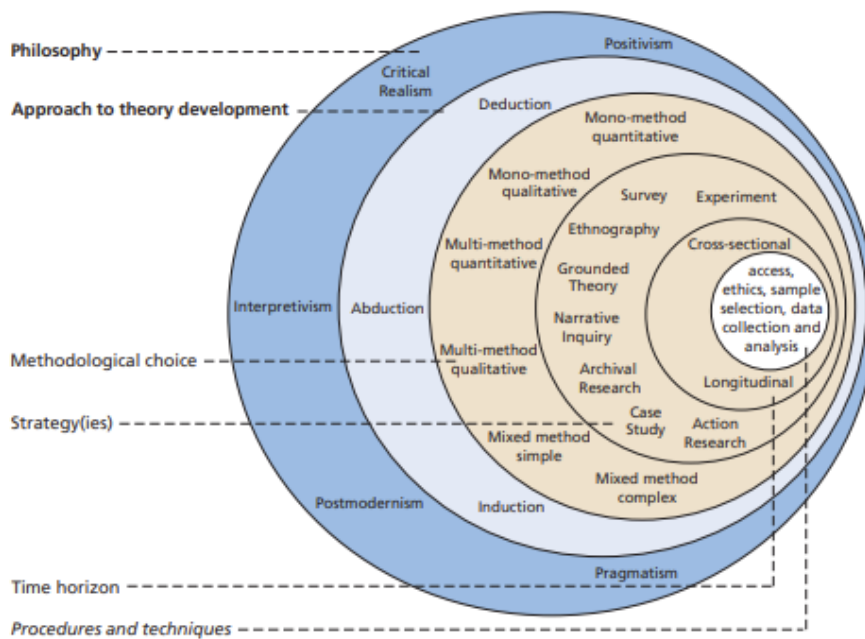 Philosophy
Positivism
Critical
Realism
Approach to theory development
Deduction
Mono-method
quantitative
Mono-method
qualitative
Survey
Experiment
Ethnography
Multi-method
quantitative
Cross-sectional
Grounded
Theory
access,
ethics, sample
selection, data
collection and
analysis
Interpretivism
Abduction
Narrative
Inquiry
Methodological choice
Multi-method
qualitative
Archival
Research
Longitudinal
Strategy(ies)
Case
Study
Action
Research
Mixed method
simple
Mixed method
complex
Postmodernism
Induction
Pragmatism
Time horizon
Procedures and techniques